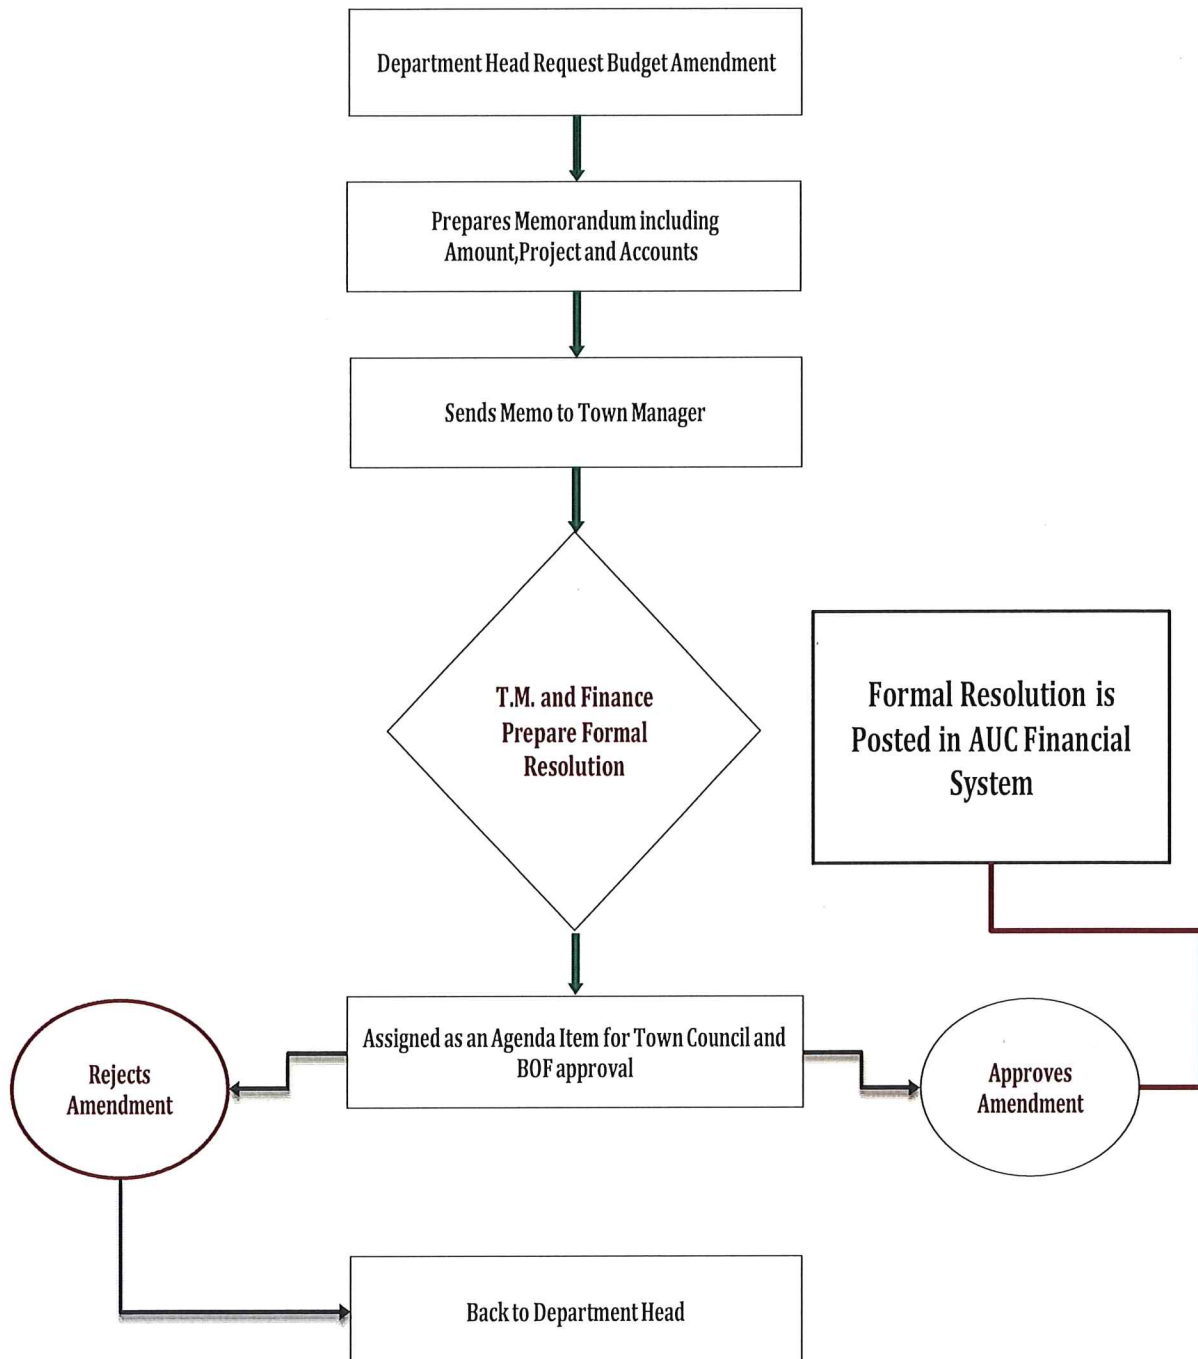 Department Head Request Budget Amendment
Prepares Memorandum including
Amount,Project and Accounts
Sends Memo to Town Manager
T.M. and Finance
Prepare Formal
Resolution
Formal Resolution is
Posted in AUC Financial
System
Assigned as an Agenda Item for Town Council and
BOF approval
Rejects
Amendment
Approves
Amendment
Back to Department Head